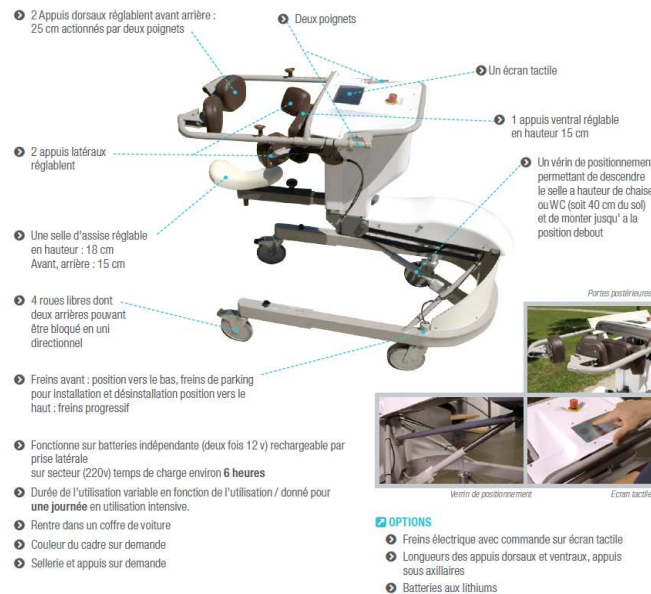 2 Appuis dorsaux réglablent avant arrière :
25 cm actionnés par deux poignets
Deux poignets
Un écran tactile
1 appui ventral réglable
en hauteur 15 cm
2 appuis latéraux
réglablent
Un vérin de positionnement
permettant de descendre
le selle a hauteur de chaise
ou WC (soit 40 cm du sol)
et de monter jusqu' a la
position debout
Une selle d'assise réglable
en hauteur : 18 cm
Avant, arrière : 15 cm
4 roues libres dont
deux arrières pouvant
être bloqué en uni
directionnel
Portes postérieures
Freins avant : position vers le bas, freins de parking
pour installation et désinstallation position vers le
haut : freins progressif
Fonctionne sur batteries indépendante (deux fois 12 v) rechargeable par
prise latérale
sur secteur (220v) temps de charge environ 6 heures
Durée de l'utilisation variable en fonction de l'utilisation / donné pour
une journée en utilisation intensive.
Rentre dans un coffre de voiture
Couleur du cadre sur demande
Sellerie et appuis sur demande
Verrin de positionnement
Ecran tactile
OPTIONS
Freins électrique avec commande sur écran tactile
Longueurs des appuis dorsaux et ventraux, appuis
sous axillaires
Batteries aux lithiums